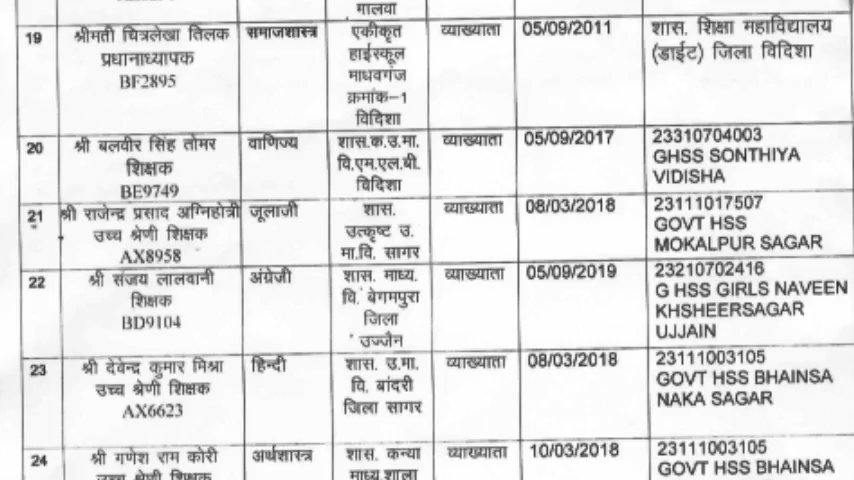 मालवा
19 श्रीमती चित्रलेखा तिलक समाजशास्त्र एकीकृत व्याख्याता 05/09/2011 शास. शिक्षा महाविद्यालय
प्रधानाध्यापक हाईस्कूल (डाईट) जिला विदिशा
BF2895 माधवगंज
क्रमांक–1
विदिशा
20 श्री बलवीर सिंह तोमर वाणिज्य शास.क.उ.मा. व्याख्याता 05/09/2017 23310704003
शिक्षक वि.एम.एल.बी. GHSS SONTHIYA
BE9749 विदिशा VIDISHA
21 श्री राजेन्द्र प्रसाद अग्निहोत्री जूलाजी शास. व्याख्याता 08/03/2018 23111017507
उच्च श्रेणी शिक्षक उत्कृष्ट उ. GOVT HSS
AX8958 मा.वि. सागर MOKALPUR SAGAR
22 श्री संजय लालवानी अंग्रेजी शास. माध्य. व्याख्याता 05/09/2019 23210702416
शिक्षक वि. बेगमपुरा G HSS GIRLS NAVEEN
BD9104 जिला KHSHEERSAGAR
उज्जैन UJJAIN
23 श्री देवेन्द्र कुमार मिश्रा हिन्दी शास. उ.मा. व्याख्याता 08/03/2018 23111003105
उच्च श्रेणी शिक्षक वि. बांदरी GOVT HSS BHAINSA
AX6623 जिला सागर NAKA SAGAR
24 श्री गणेश राम कोरी अर्थशास्त्र शास. कन्या व्याख्याता 10/03/2018 23111003105
उच्च श्रेणी शिक्षक माध्य.शाला GOVT HSS BHAINSA